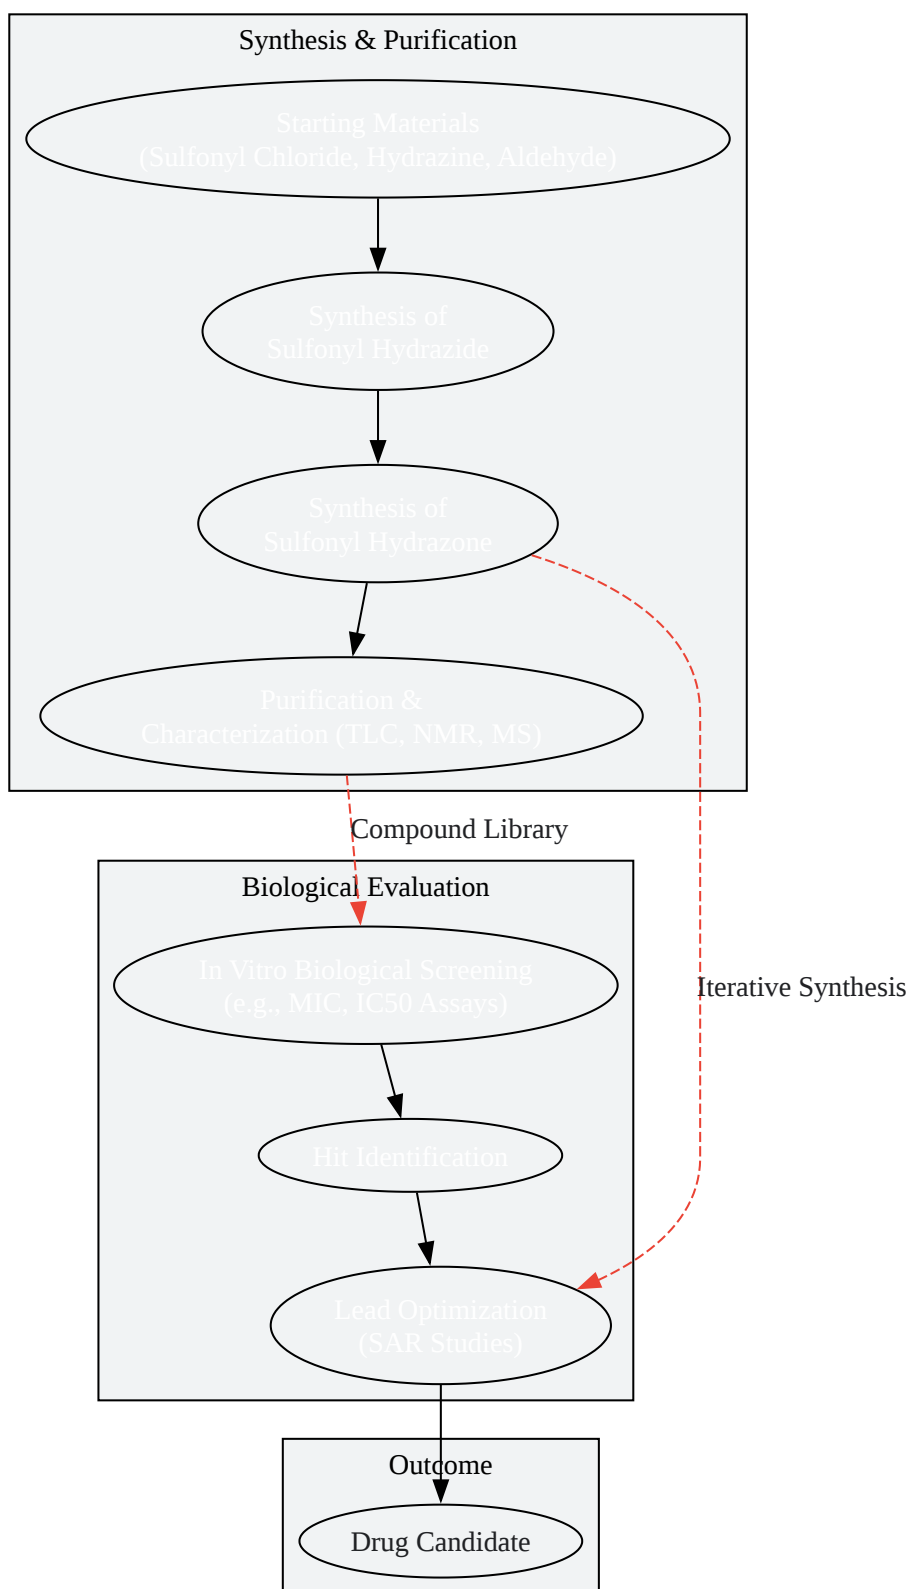 Synthesis & Purification
Starting Materials
(Sulfonyl Chloride, Hydrazine, Aldehyde)
Synthesis of
Sulfonyl Hydrazide
Synthesis of
Sulfonyl Hydrazone
Purification &
Characterization (TLC, NMR, MS)
Compound Library
Biological Evaluation
In Vitro Biological Screening
(e.g., MIC, IC50 Assays)
Iterative Synthesis
Hit Identification
Lead Optimization
(SAR Studies)
Outcome
Drug Candidate